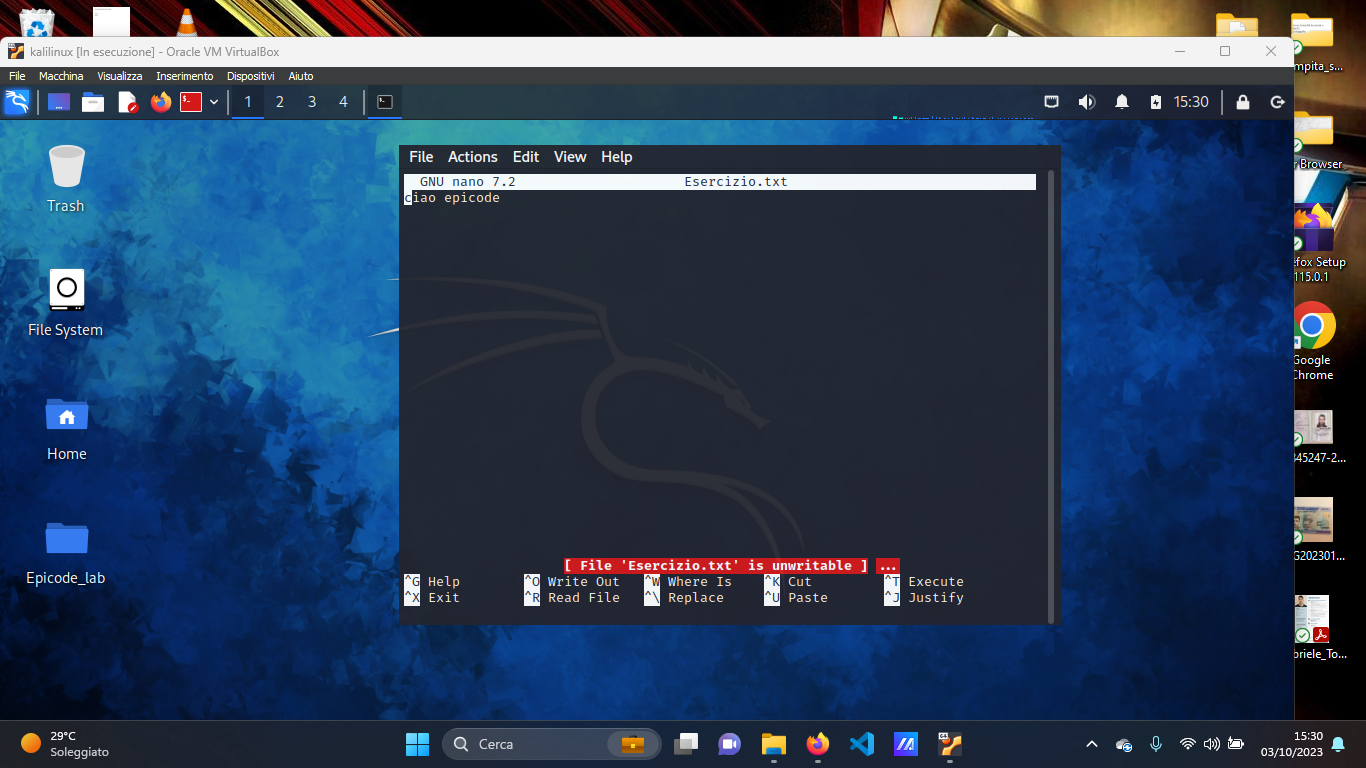 kalilinux [In esecuzione] - Oracle VM VirtualBox
File Macchina Visualizza Inserimento Dispositivi Aiuto
1 2 3 4
15:30
File Actions Edit View Help
GNU nano 7.2 Esercizio.txt
ciao epicode
[ File 'Esercizio.txt' is unwritable ] ...
^G Help ^O Write Out ^W Where Is ^K Cut ^T Execute
^X Exit ^R Read File ^\ Replace ^U Paste ^J Justify
Trash
File System
Home
Epicode_lab
mpita_s...
Browser
efox Setup
115.0.1
Google
Chrome
345247-2...
G202301...
briele_To...
29°C
Soleggiato
Cerca
15:30
03/10/2023